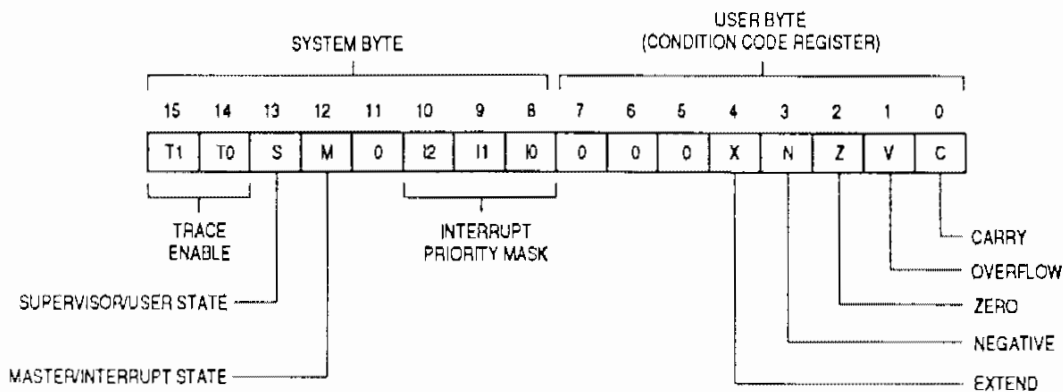 USER BYTE
SYSTEM BYTE
(CONDITION CODE REGISTER)
15 14 13 12 11 10 9 8 7 6 5 4 3 2 1 0
T1 T0 S M 0 I2 I1 I0 0 0 0 X N Z V C
TRACE
ENABLE
INTERRUPT
PRIORITY MASK
CARRY
OVERFLOW
SUPERVISOR/USER STATE
ZERO
NEGATIVE
MASTER/INTERRUPT STATE
EXTEND